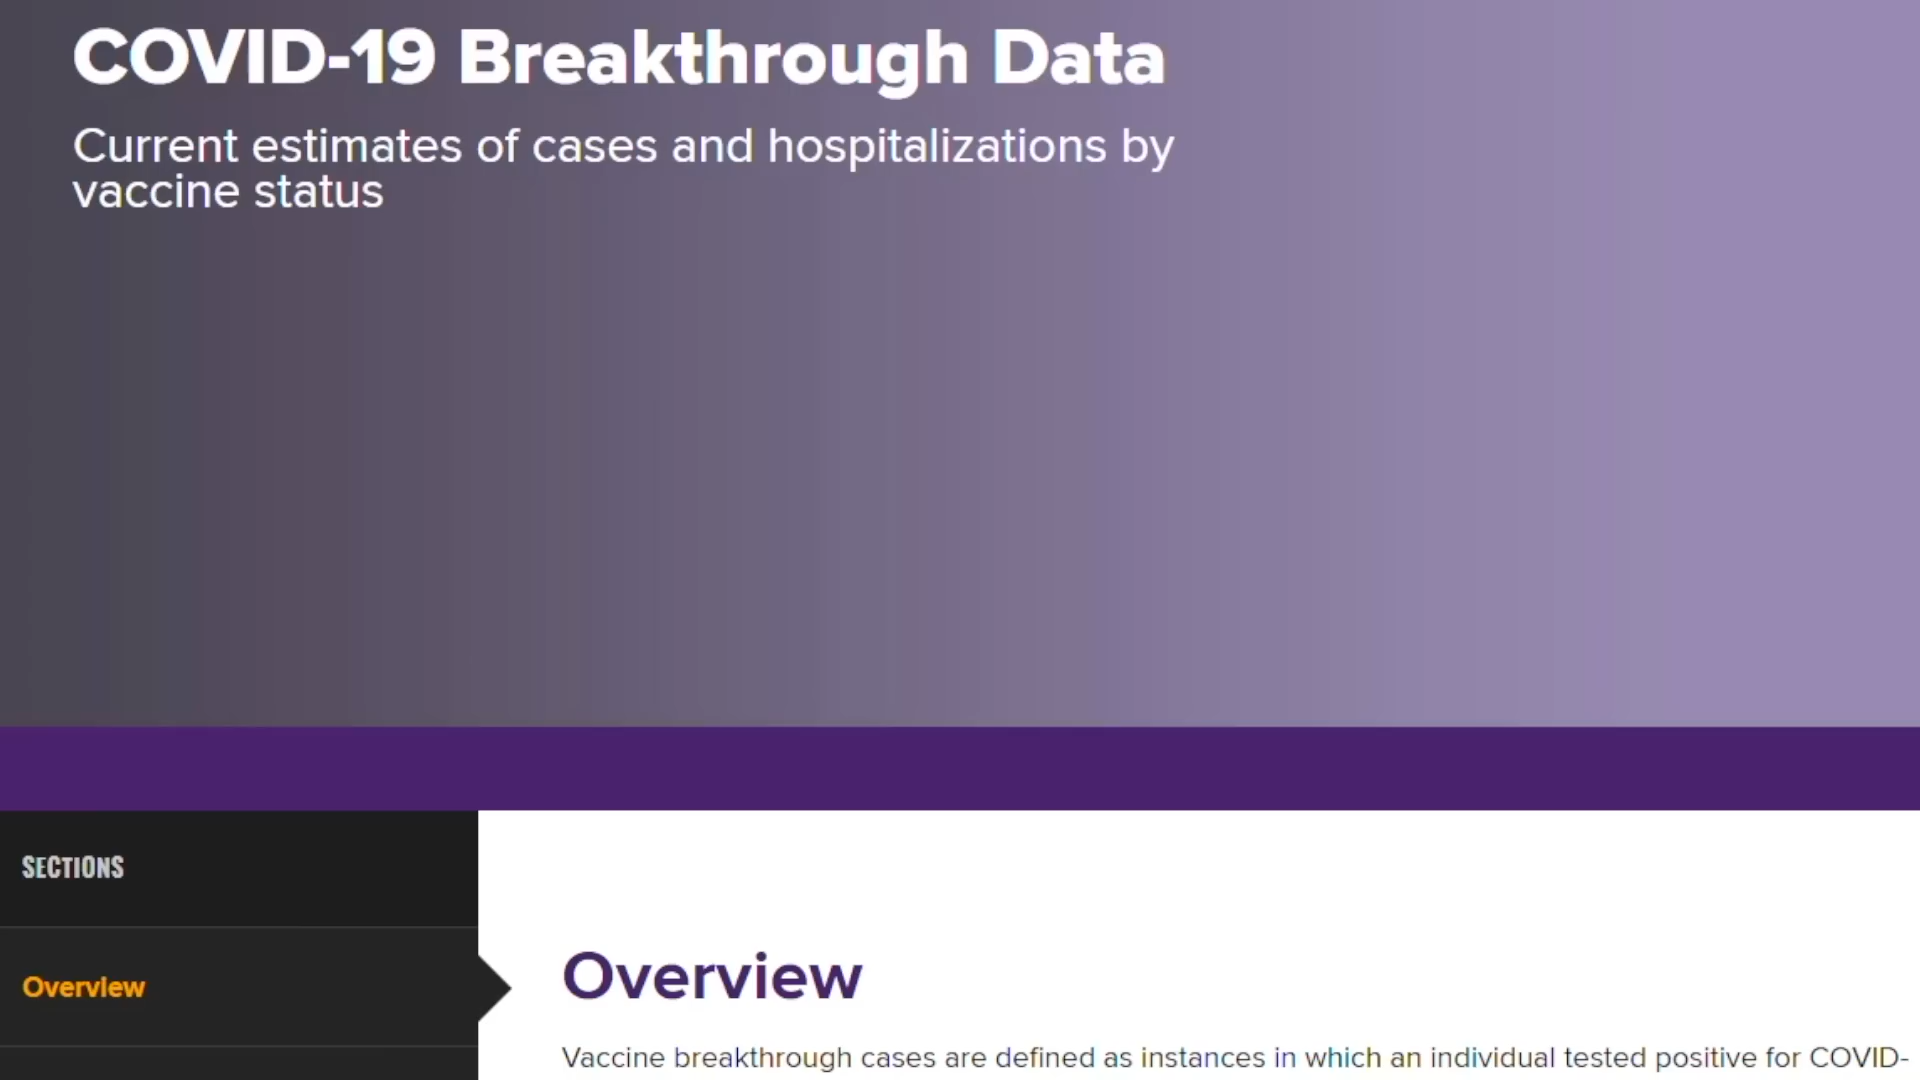 COVID-19 Breakthrough Data
Current estimates of cases and hospitalizations by
vaccine status
SECTIONS
Overview
Overview
Vaccine breakthrough cases are defined as instances in which an individual tested positive for COVID-